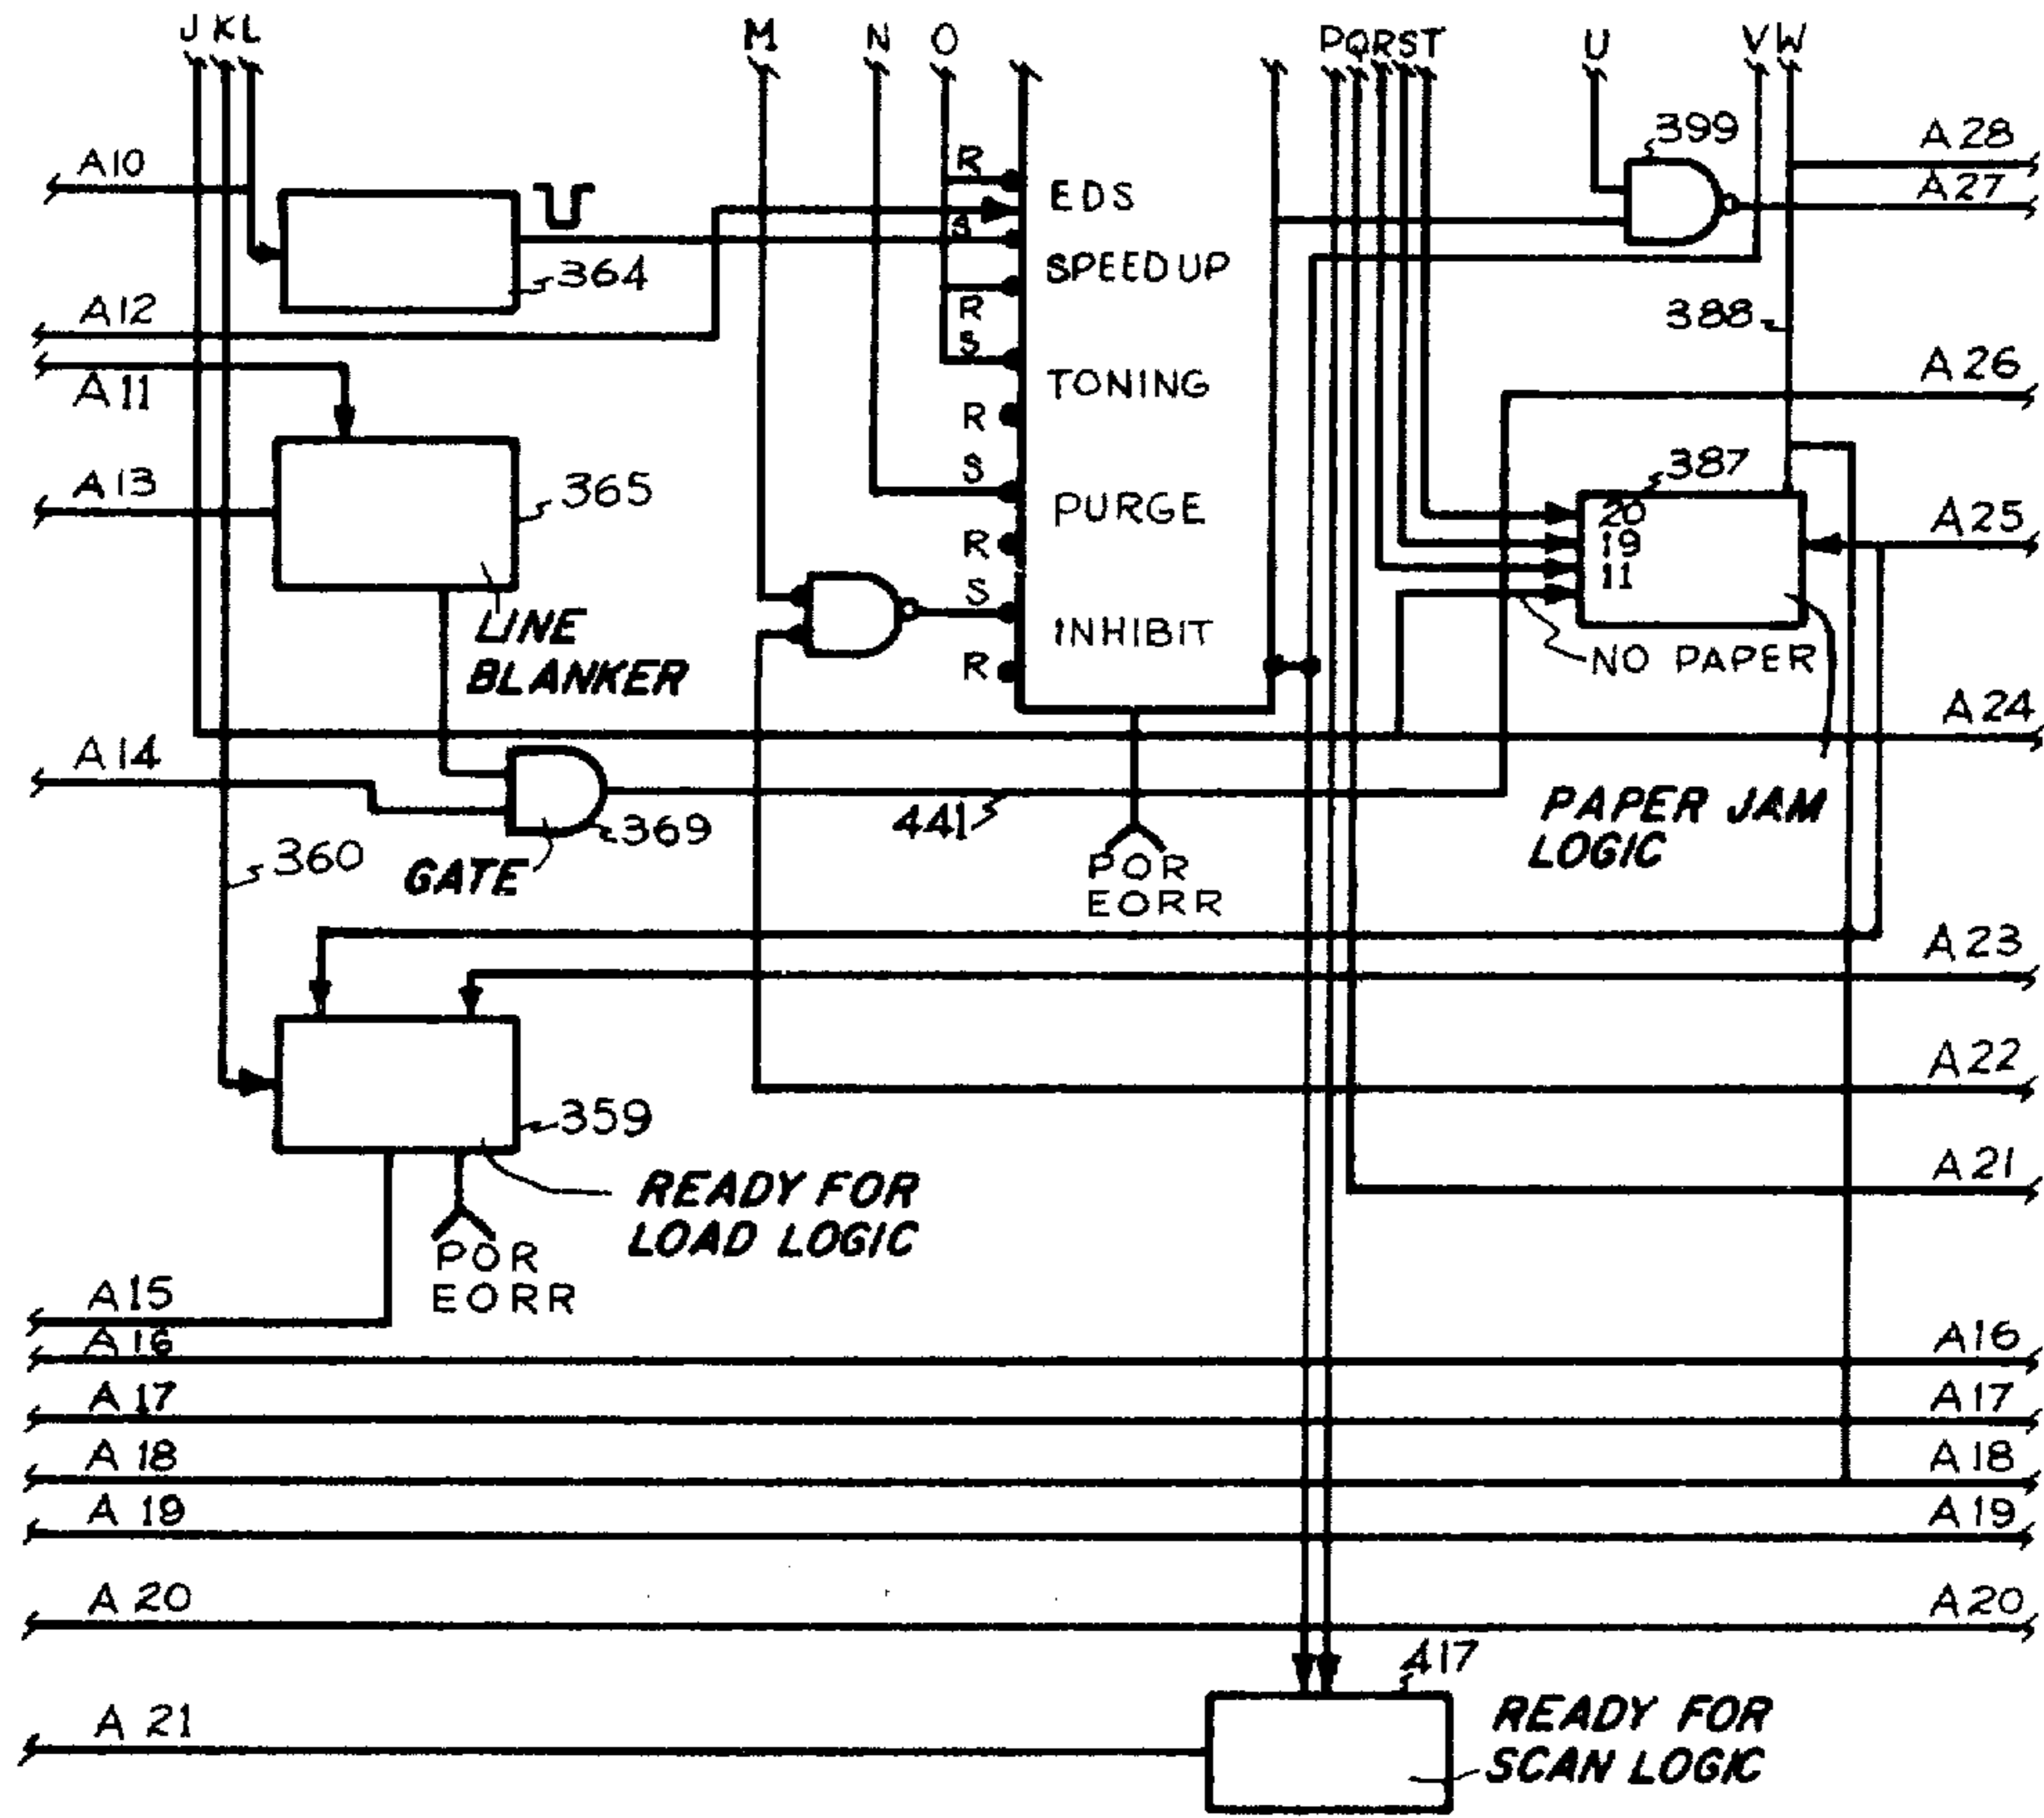 J K L M N O P Q R S T U V W
399
A28
A10
R
EDS
A27
S
364
SPEEDUP
A12
R
388
S
A11
TONING
A26
R
387
A13
365
S
PURGE
20
A25
R
19
11
S
LINE
BLANKER
INHIBIT
R
NO PAPER
A24
A14
369
441
PAPER JAM
LOGIC
360
GATE
POR
EORR
A23
A22
359
A21
READY FOR
LOAD LOGIC
POR
EORR
A15
A16
A16
A17
A17
A18
A18
A19
A19
A20
A20
417
A21
READY FOR
SCAN LOGIC